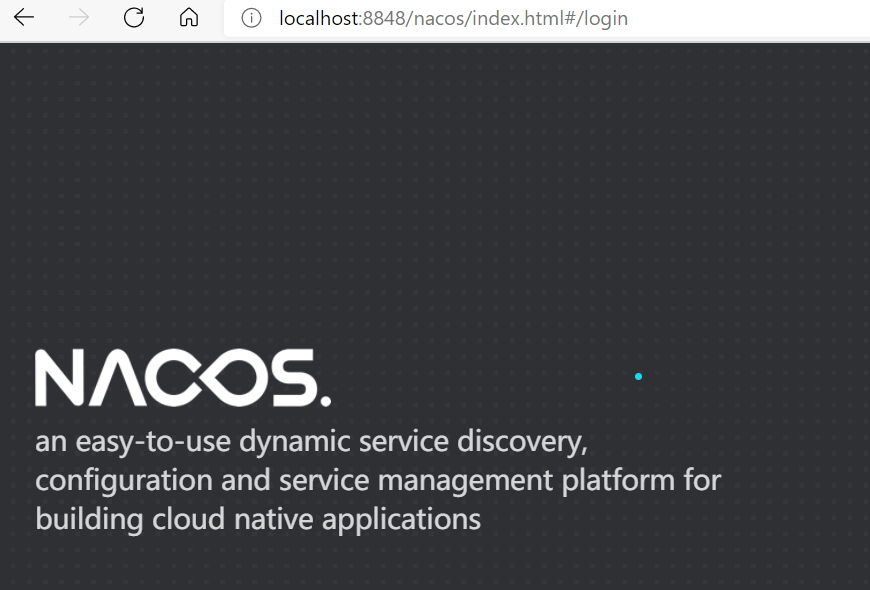 localhost:8848/nacos/index.html#/login
NACOS.
an easy-to-use dynamic service discovery,
configuration and service management platform for
building cloud native applications